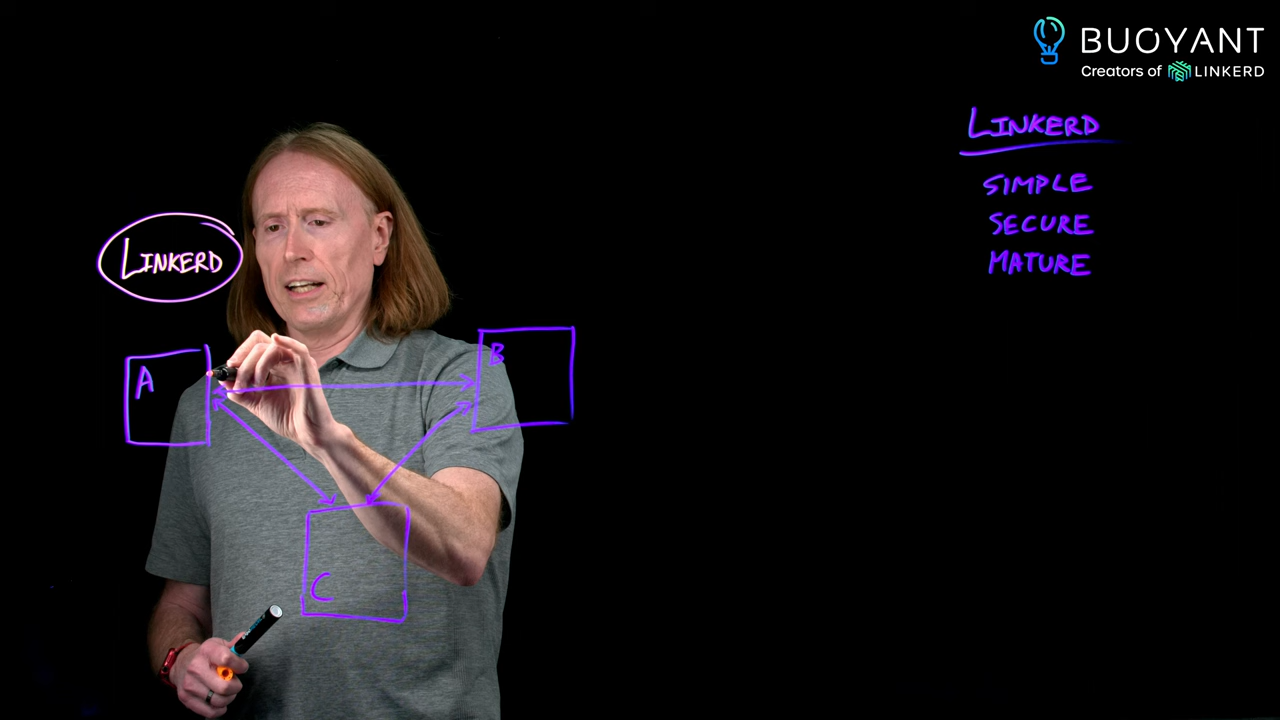 BUOYANT
Creators of LINKERD
LINKERD
SIMPLE
SECURE
MATURE
LINKERD
A
B
C